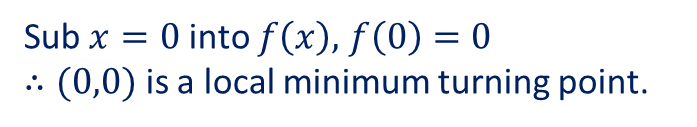 Sub x = 0 into f(x), f(0) = 0
∴ (0,0) is a local minimum turning point.